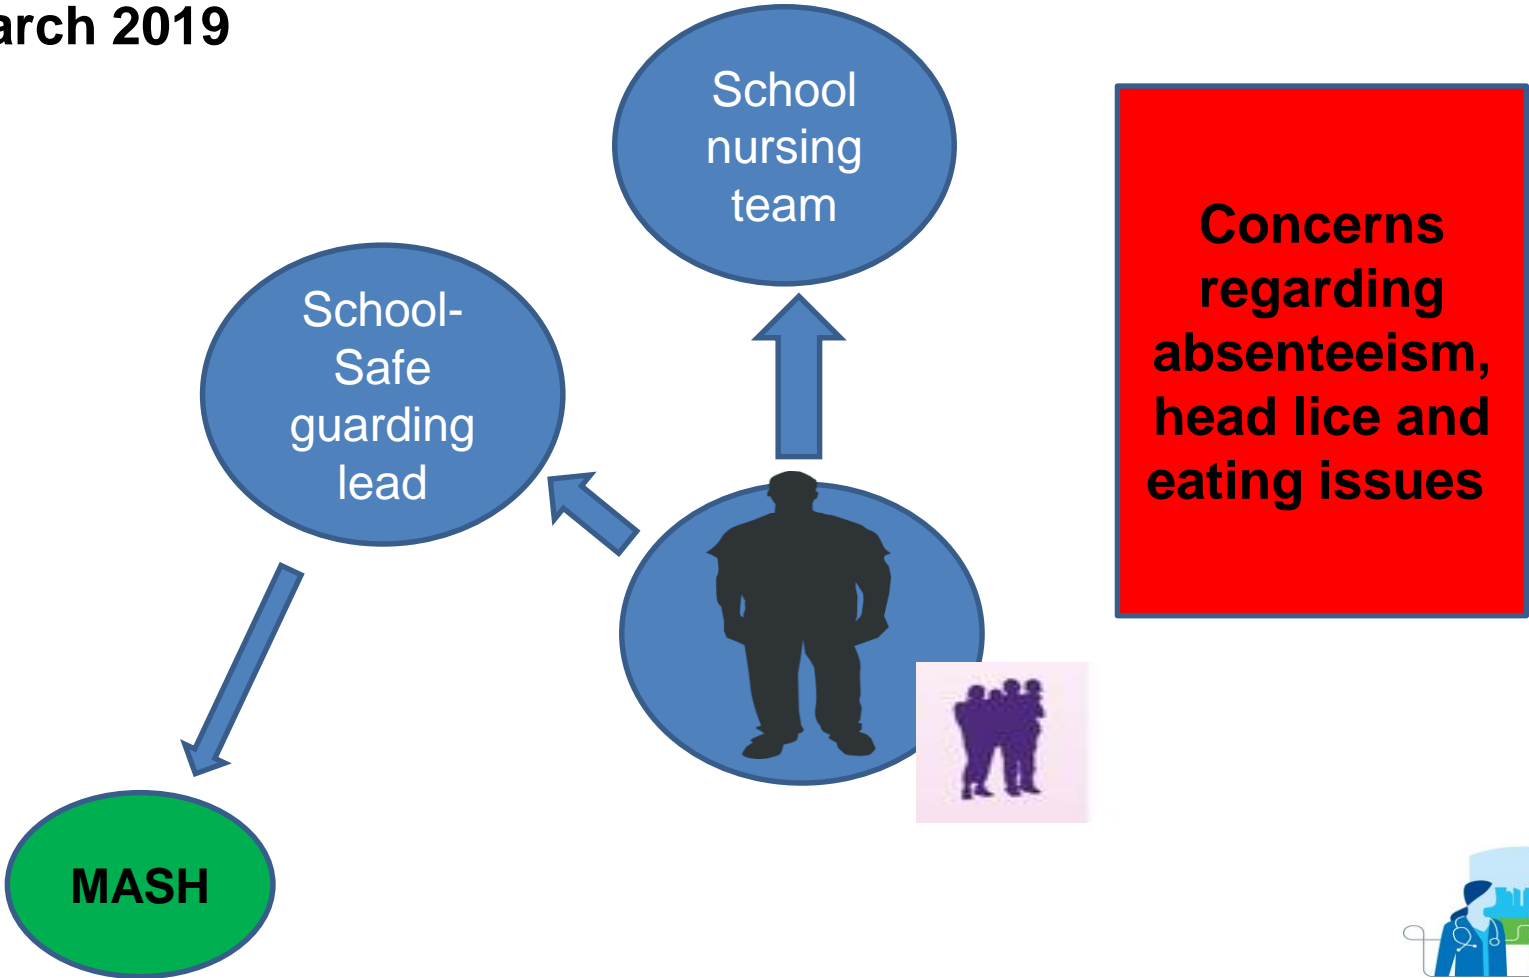 arch 2019
School
nursing
team
School-
Safe
guarding
lead
Concerns
regarding
absenteeism,
head lice and
eating issues
MASH